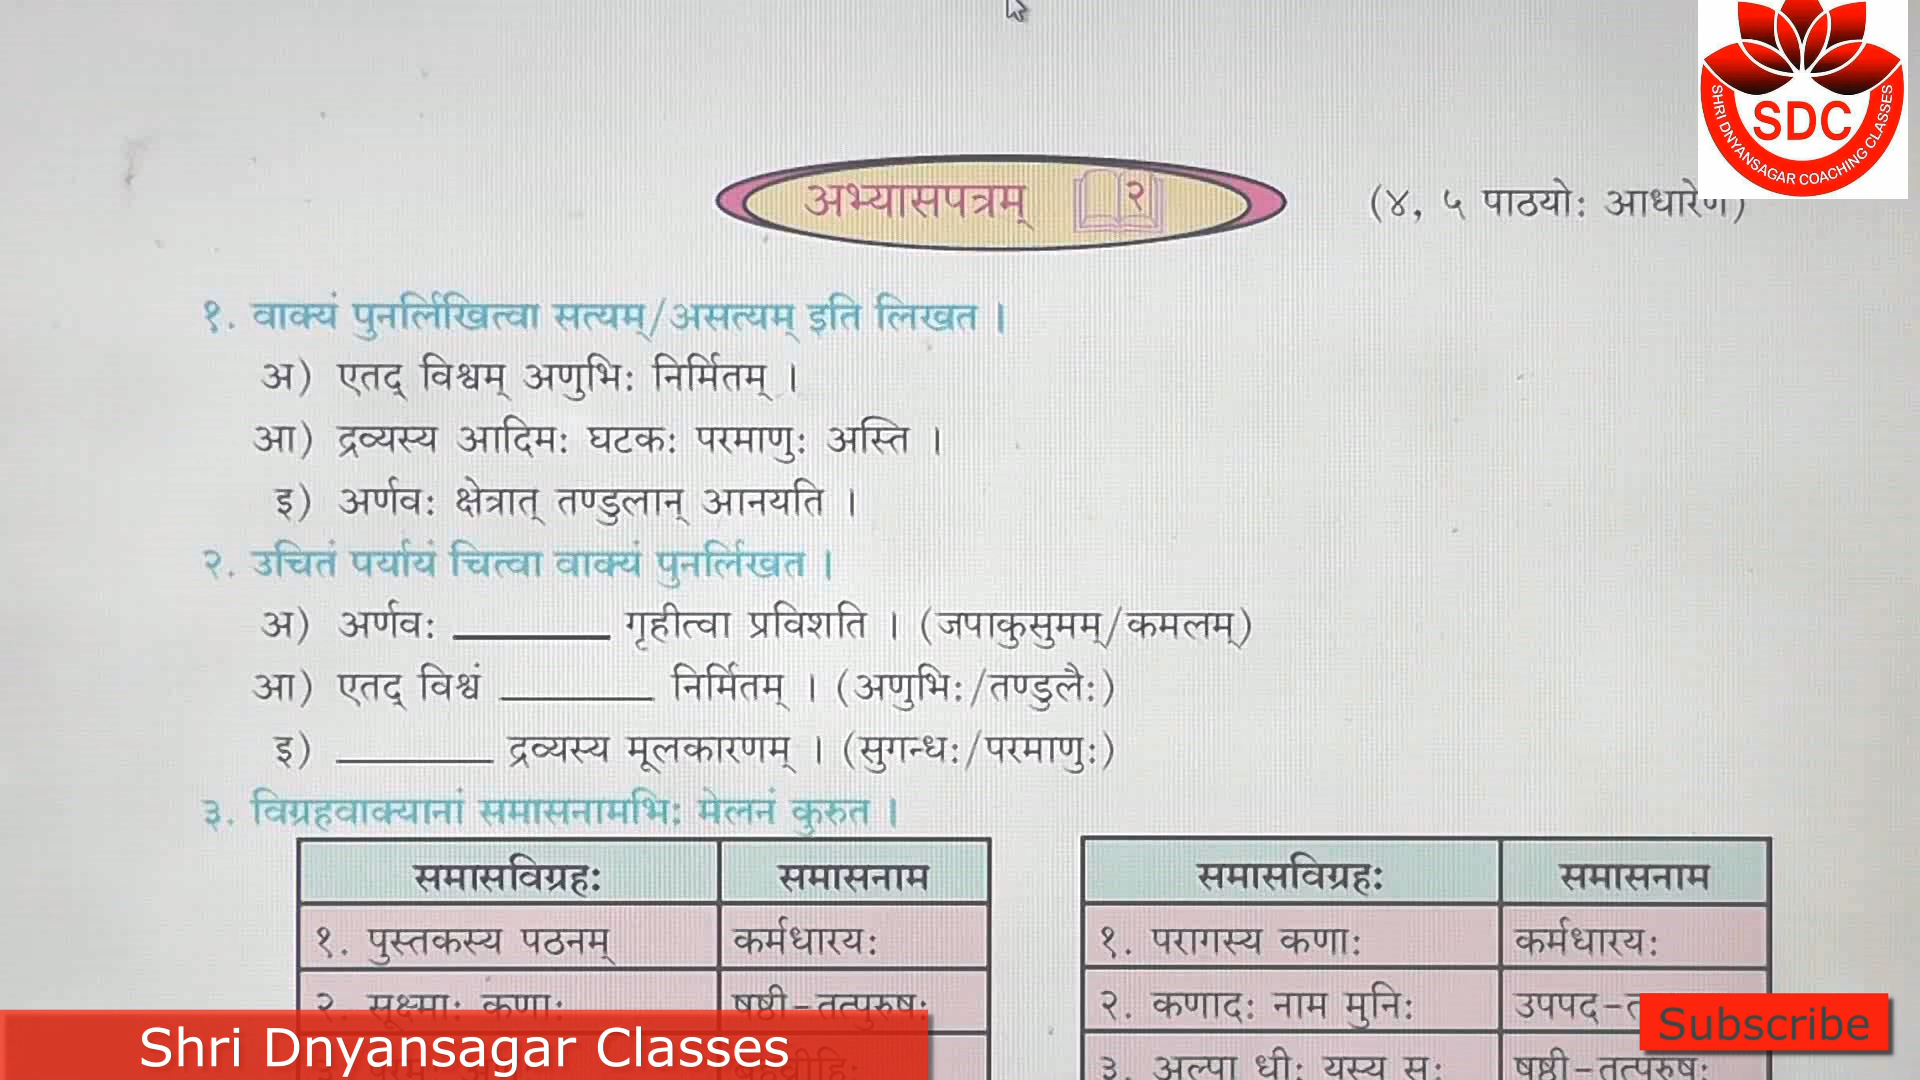 SDC
SHRI DNYANSAGAR COACHING CLASSES
अभ्यासपत्रम् २
(४, ५ पाठयोः आधारेण)
१. वाक्यं पुनर्लिखित्वा सत्यम्/असत्यम् इति लिखत ।
अ) एतद् विश्वम् अणुभिः निर्मितम् ।
आ) द्रव्यस्य आदिमः घटकः परमाणुः अस्ति ।
इ) अर्णवः क्षेत्रात् तण्डुलान् आनयति ।
२. उचितं पर्यायं चित्वा वाक्यं पुनर्लिखत ।
अ) अर्णवः ________ गृहीत्वा प्रविशति । (जपाकुसुमम्/कमलम्)
आ) एतद् विश्वं ________ निर्मितम् । (अणुभिः/तण्डुलैः)
इ) ________ द्रव्यस्य मूलकारणम् । (सुगन्धः/परमाणुः)
३. विग्रहवाक्यानां समासनामभिः मेलनं कुरुत ।
समासविग्रहः समासनाम समासविग्रहः समासनाम
१. पुस्तकस्य पठनम् कर्मधारयः १. परागस्य कणाः कर्मधारयः
२. सूक्ष्माः कणाः षष्ठी-तत्पुरुषः २. कणादः नाम मुनिः उपपद-
३. अल्पा धीः यस्य सः षष्ठी-तत्पुरुषः
Shri Dnyansagar Classes
Subscribe